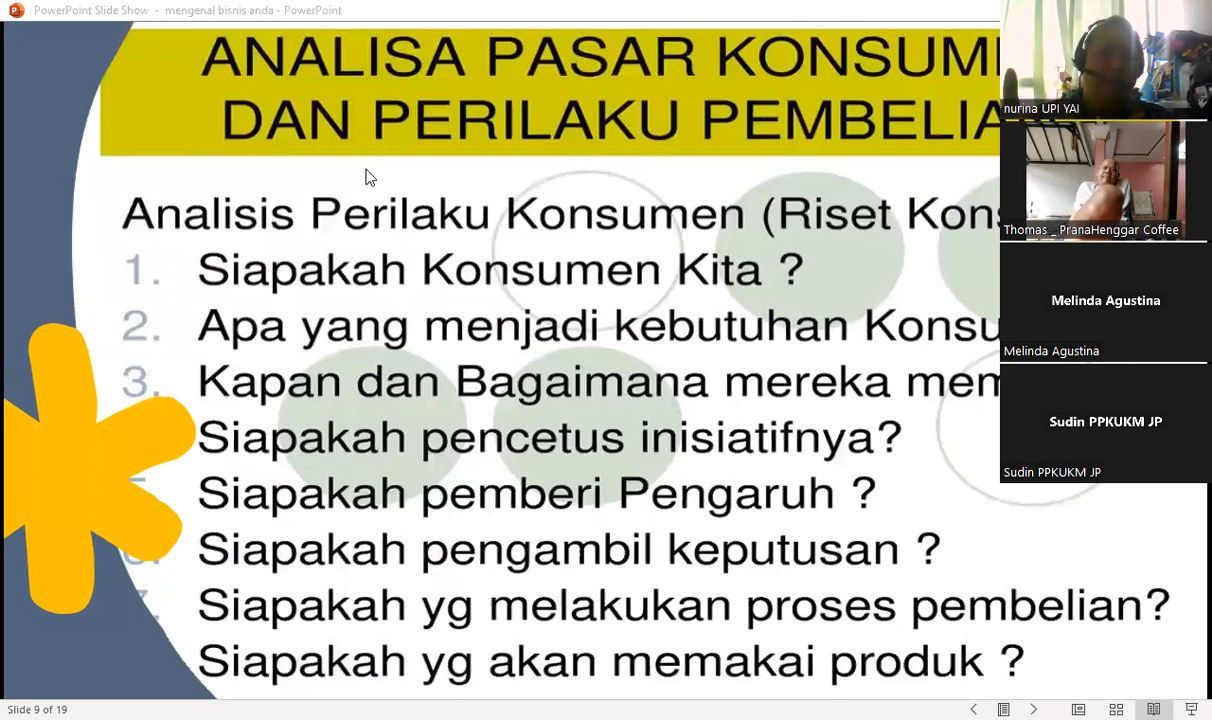 PowerPoint Slide Show - mengenal bisnis anda - PowerPoint
ANALISA PASAR KONSUM
DAN PERILAKU PEMBELIA
Analisis Perilaku Konsumen (Riset Kons
1. Siapakah Konsumen Kita ?
2. Apa yang menjadi kebutuhan Konsu
3. Kapan dan Bagaimana mereka mem
Siapakah pencetus inisiatifnya?
Siapakah pemberi Pengaruh ?
Siapakah pengambil keputusan ?
Siapakah yg melakukan proses pembelian?
Siapakah yg akan memakai produk ?
nurina UPI YAI
Thomas _ PranaHenggar Coffee
Melinda Agustina
Melinda Agustina
Sudin PPKUKM JP
Sudin PPKUKM JP
Slide 9 of 19